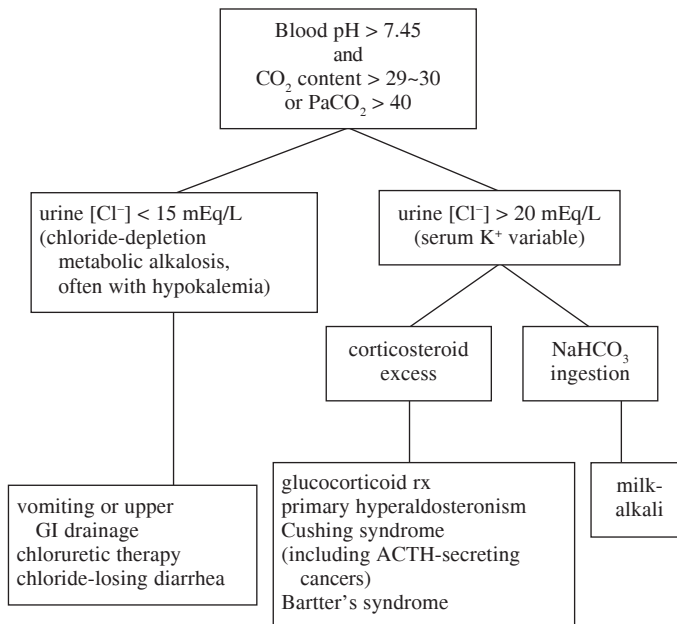 Blood pH > 7.45
and
CO₂ content > 29~30
or PaCO₂ > 40
urine [Cl⁻] < 15 mEq/L
(chloride-depletion
metabolic alkalosis,
often with hypokalemia)
urine [Cl⁻] > 20 mEq/L
(serum K⁺ variable)
corticosteroid
excess
NaHCO₃
ingestion
vomiting or upper
GI drainage
chloruretic therapy
chloride-losing diarrhea
glucocorticoid rx
primary hyperaldosteronism
Cushing syndrome
(including ACTH-secreting
cancers)
Bartter’s syndrome
milk-
alkali